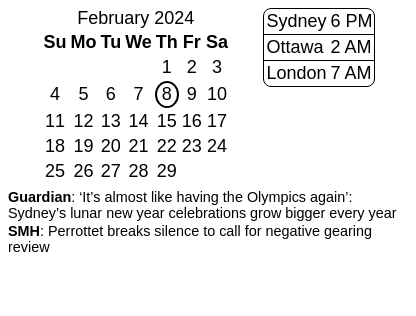 February 2024
Su Mo Tu We Th Fr Sa
1 2 3
4 5 6 7 8 9 10
11 12 13 14 15 16 17
18 19 20 21 22 23 24
25 26 27 28 29
Sydney 6 PM
Ottawa 2 AM
London 7 AM
Guardian: ‘It’s almost like having the Olympics again’:
Sydney’s lunar new year celebrations grow bigger every year
SMH: Perrottet breaks silence to call for negative gearing
review